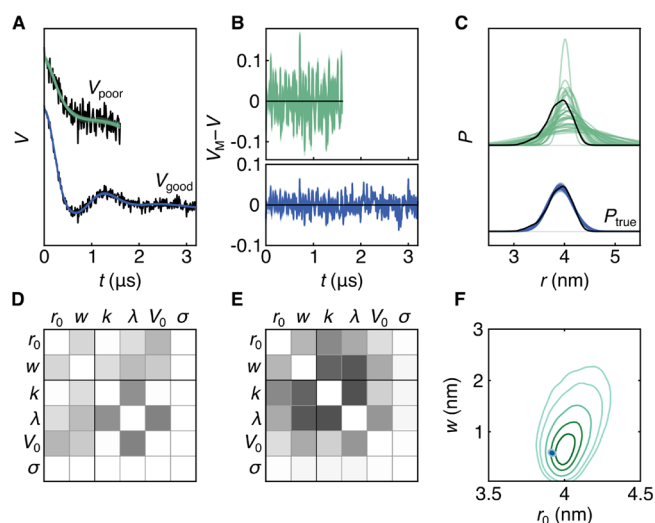 A
V
V_poor
V_good
0 1 2 3
t (μs)
B
V_M–V
0.1
0
-0.1
0.1
0
-0.1
0 1 2 3
t (μs)
C
P
P_true
3 4 5
r (nm)
D
r_0 w k λ V_0 σ
r_0
w
k
λ
V_0
σ
E
r_0 w k λ V_0 σ
r_0
w
k
λ
V_0
σ
F
w (nm)
3
2
1
3.5 4 4.5
r_0 (nm)